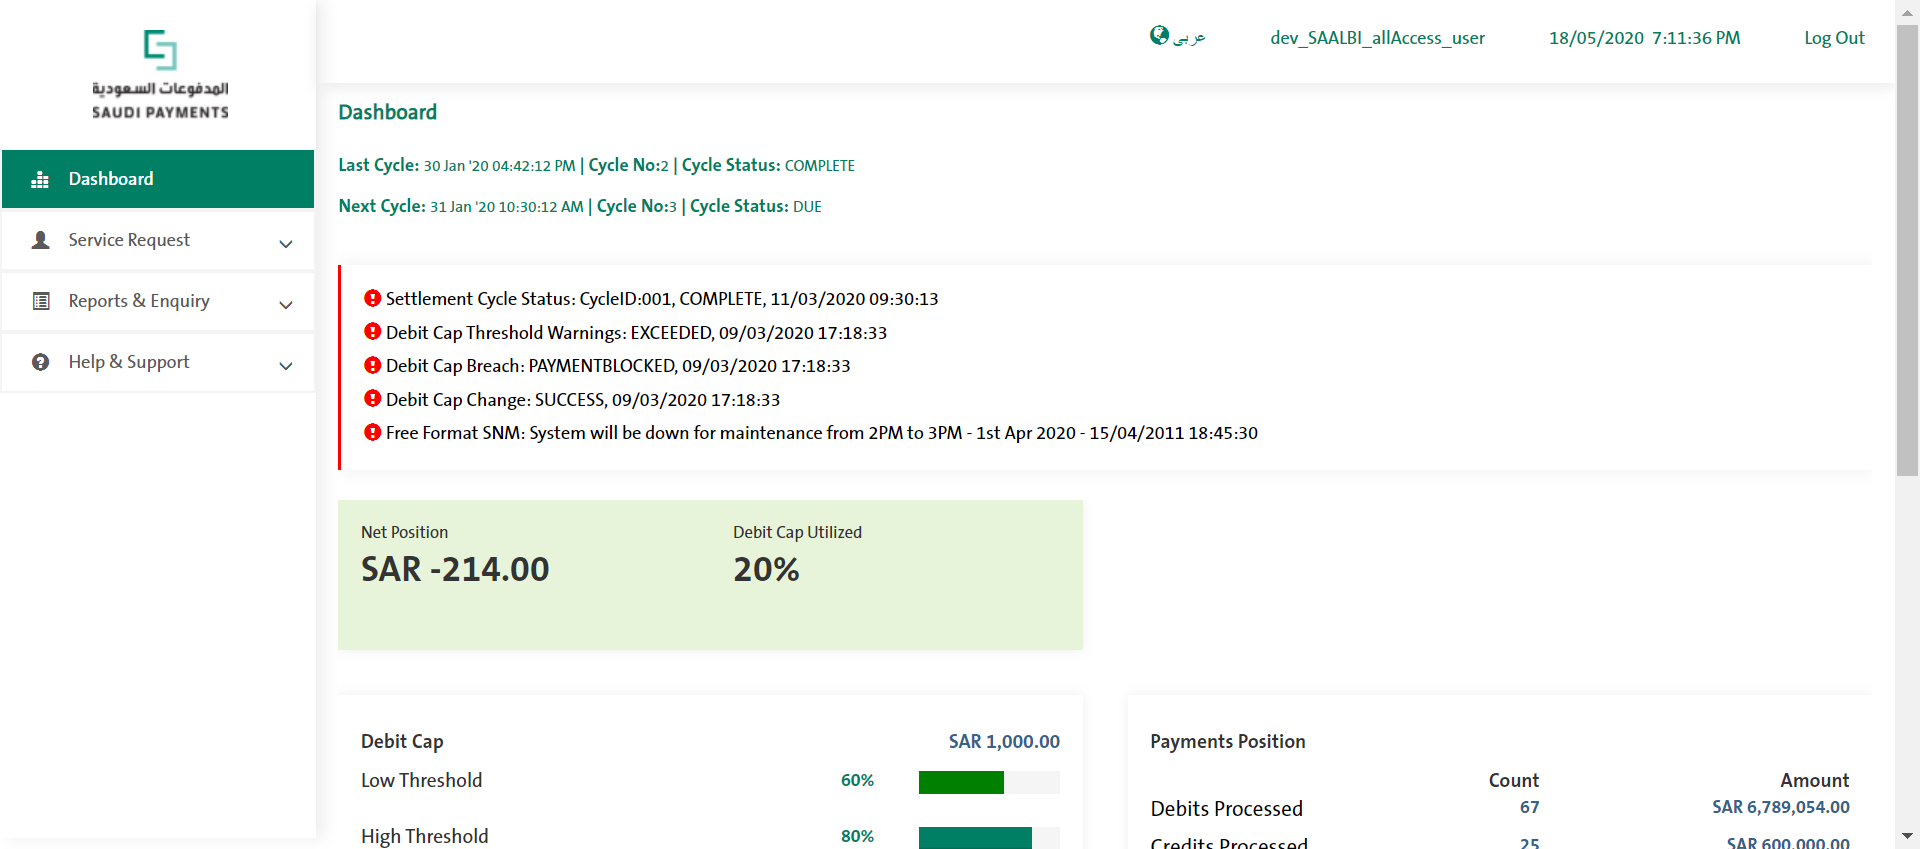 المدفوعات السعودية
SAUDI PAYMENTS
عربى
dev_SAALBI_allAccess_user
18/05/2020 7:11:36 PM
Log Out
Dashboard
Service Request
Reports & Enquiry
Help & Support
Dashboard
Last Cycle: 30 Jan '20 04:42:12 PM | Cycle No:2 | Cycle Status: COMPLETE
Next Cycle: 31 Jan '20 10:30:12 AM | Cycle No:3 | Cycle Status: DUE
Settlement Cycle Status: CycleID:001, COMPLETE, 11/03/2020 09:30:13
Debit Cap Threshold Warnings: EXCEEDED, 09/03/2020 17:18:33
Debit Cap Breach: PAYMENTBLOCKED, 09/03/2020 17:18:33
Debit Cap Change: SUCCESS, 09/03/2020 17:18:33
Free Format SNM: System will be down for maintenance from 2PM to 3PM - 1st Apr 2020 - 15/04/2011 18:45:30
Net Position
SAR -214.00
Debit Cap Utilized
20%
Debit Cap SAR 1,000.00
Low Threshold 60%
High Threshold 80%
Payments Position
Count Amount
Debits Processed 67 SAR 6,789,054.00
Credits Processed 25 SAR 600,000.00